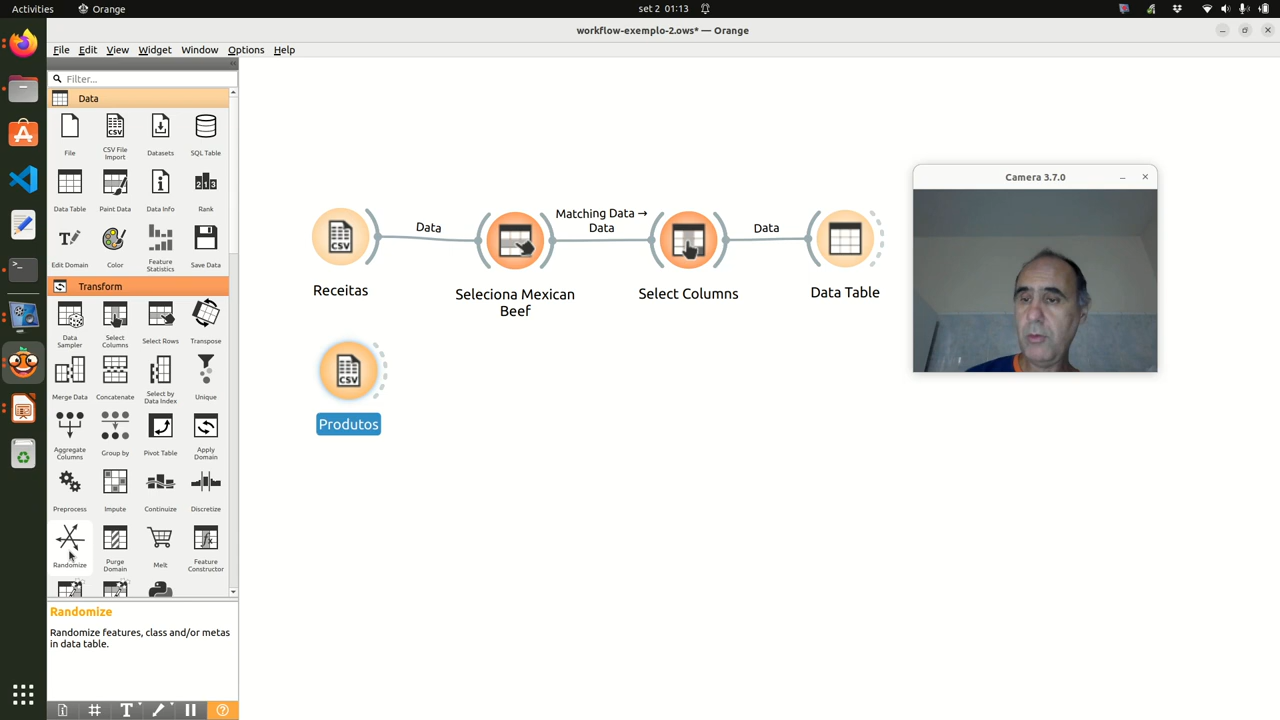 Activities
Orange
set 2 01:13
workflow-exemplo-2.ows* — Orange
File Edit View Widget Window Options Help
Filter...
Data
File
CSV File
Import
Datasets
SQL Table
Data Table
Paint Data
Data Info
Rank
Edit Domain
Color
Feature
Statistics
Save Data
Transform
Data
Sampler
Select
Columns
Select Rows
Transpose
Merge Data
Concatenate
Select by
Data Index
Unique
Aggregate
Columns
Group by
Pivot Table
Apply
Domain
Preprocess
Impute
Continuize
Discretize
Randomize
Purge
Domain
Melt
Feature
Constructor
Randomize
Randomize features, class and/or metas
in data table.
CSV
Receitas
Data
Seleciona Mexican
Beef
Matching Data →
Data
Select Columns
Data
Data Table
CSV
Produtos
Camera 3.7.0